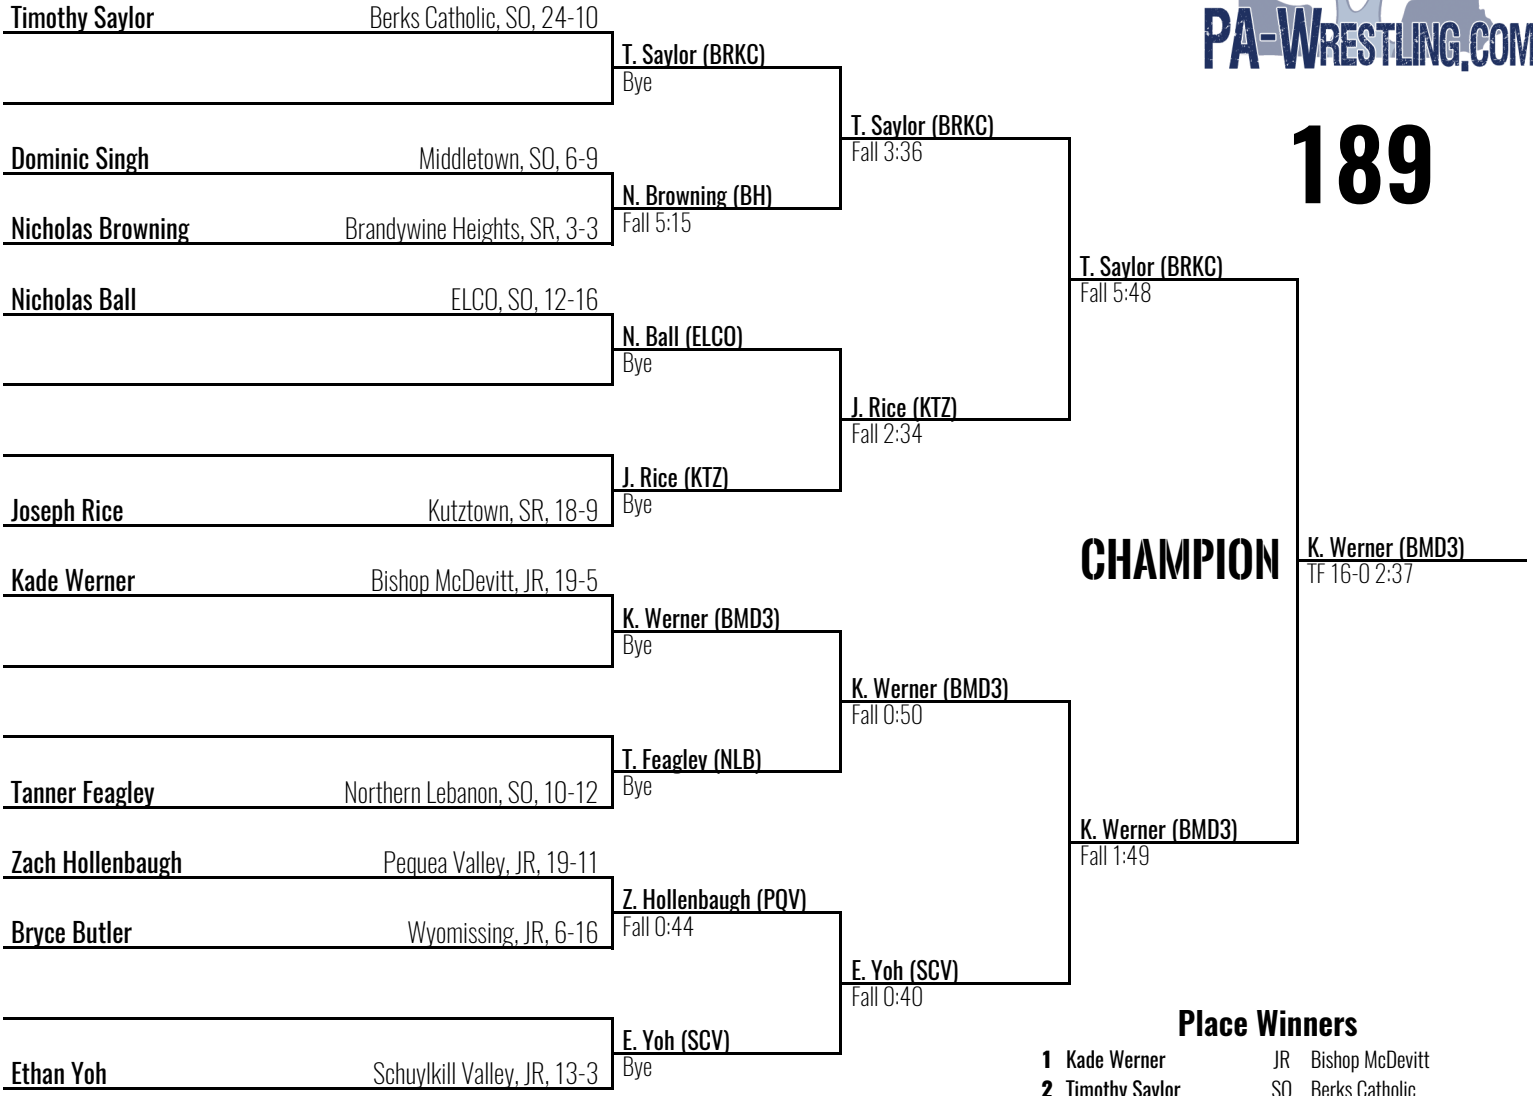 Timothy Saylor Berks Catholic, SO, 24-10
T. Saylor (BRKC)
Bye
Dominic Singh Middletown, SO, 6-9
Nicholas Browning Brandywine Heights, SR, 3-3
N. Browning (BH)
Fall 5:15
T. Saylor (BRKC)
Fall 3:36
Nicholas Ball ELCO, SO, 12-16
N. Ball (ELCO)
Bye
Joseph Rice Kutztown, SR, 18-9
J. Rice (KTZ)
Bye
J. Rice (KTZ)
Fall 2:34
T. Saylor (BRKC)
Fall 5:48
Kade Werner Bishop McDevitt, JR, 19-5
K. Werner (BMD3)
Bye
Tanner Feagley Northern Lebanon, SO, 10-12
T. Feagley (NLB)
Bye
K. Werner (BMD3)
Fall 0:50
Zach Hollenbaugh Pequea Valley, JR, 19-11
Bryce Butler Wyomissing, JR, 6-16
Z. Hollenbaugh (PQV)
Fall 0:44
Ethan Yoh Schuylkill Valley, JR, 13-3
E. Yoh (SCV)
Bye
E. Yoh (SCV)
Fall 0:40
K. Werner (BMD3)
Fall 1:49
PA-WRESTLING.COM
189
CHAMPION
K. Werner (BMD3)
TF 16-0 2:37
Place Winners
1 Kade Werner JR Bishop McDevitt
2 Timothy Saylor SO Berks Catholic